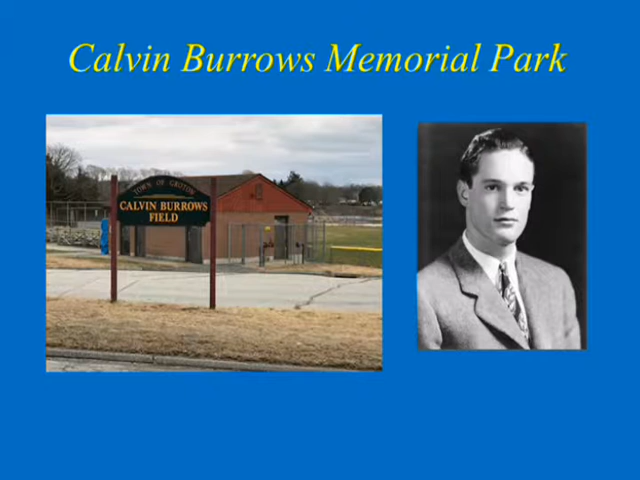 Calvin Burrows Memorial Park
TOWN OF GROTON
CALVIN BURROWS
FIELD